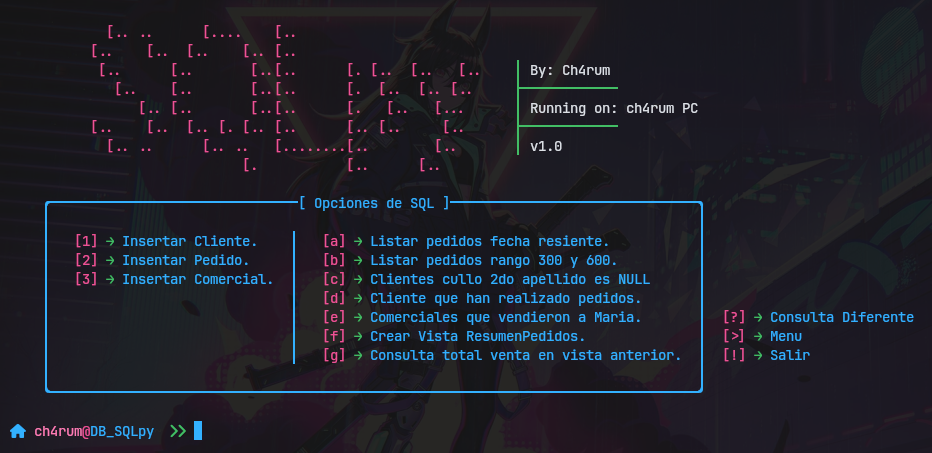 By: Ch4rum
Running on: ch4rum PC
v1.0
[ Opciones de SQL ]
[1] → Insertar Cliente.
[2] → Insertar Pedido.
[3] → Insertar Comercial.
[a] → Listar pedidos fecha resiente.
[b] → Listar pedidos rango 300 y 600.
[c] → Clientes cullo 2do apellido es NULL
[d] → Cliente que han realizado pedidos.
[e] → Comerciales que vendieron a Maria.
[f] → Crear Vista ResumenPedidos.
[g] → Consulta total venta en vista anterior.
[?] → Consulta Diferente
[>] → Menu
[!] → Salir
ch4rum@DB_SQLpy >>